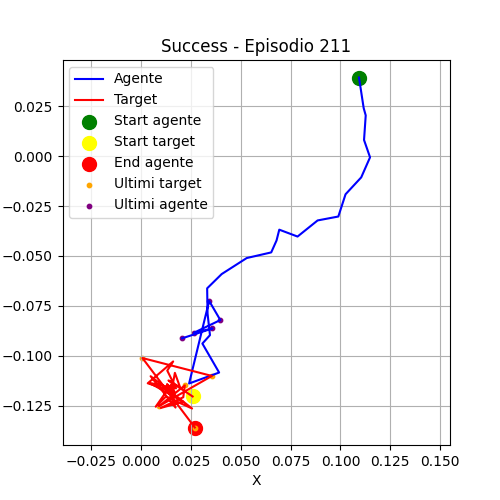 Success - Episodio 211
Agente
Target
Start agente
Start target
End agente
Ultimi target
Ultimi agente
0.025
0.000
−0.025
−0.050
−0.075
−0.100
−0.125
−0.025 0.000 0.025 0.050 0.075 0.100 0.125 0.150
X